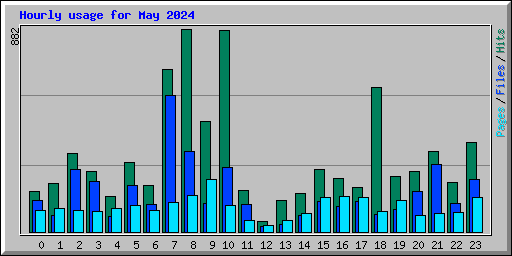 Hourly usage for May 2024
882
Pages/Files/Hits
0 1 2 3 4 5 6 7 8 9 10 11 12 13 14 15 16 17 18 19 20 21 22 23